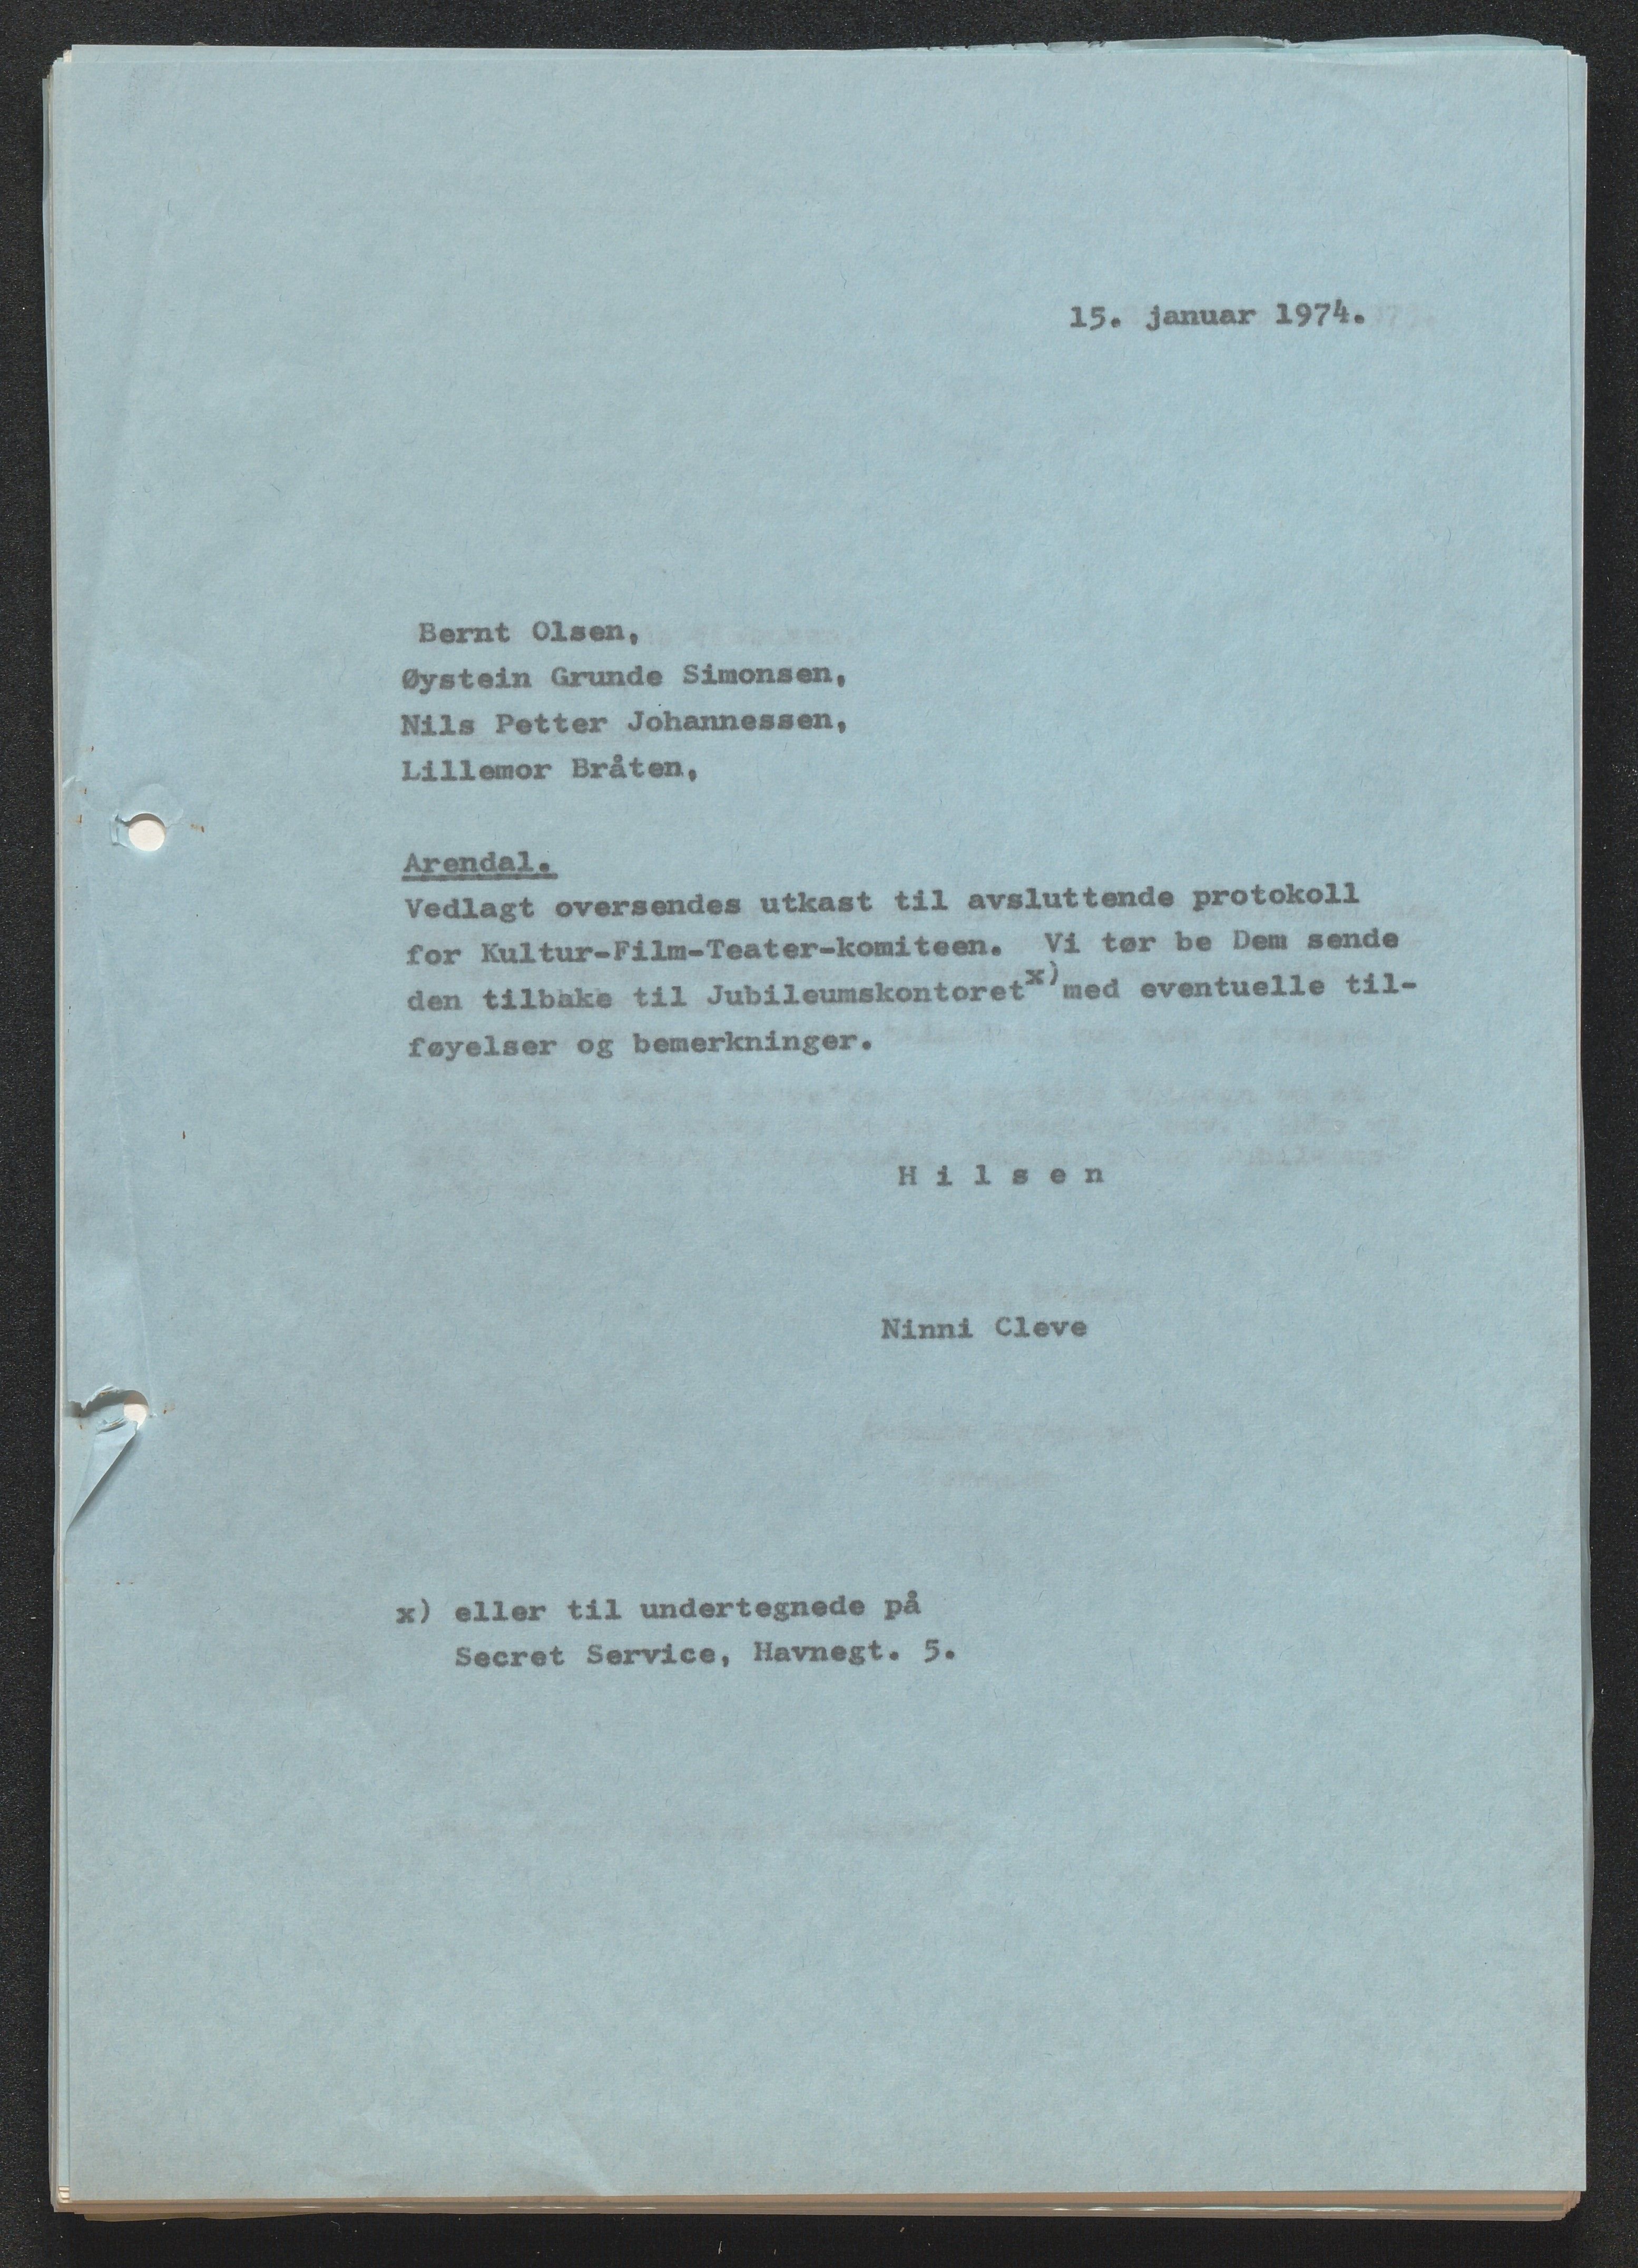 15. januar 1974.
Bernt Olsen,
Øystein Grunde Simonsen,
Nils Petter Johannessen,
Lillemor Bråten,
Arendal.
Vedlagt oversendes utkast til avsluttende protokoll
for Kultur-Film-Teater-komiteen. Vi tør be Dem sende
den tilbake til Jubileumskontoret x) med eventuelle til-
føyelser og bemerkninger.
H i l s e n
Ninni Cleve
x) eller til undertegnede på
Secret Service, Havnegt. 5.